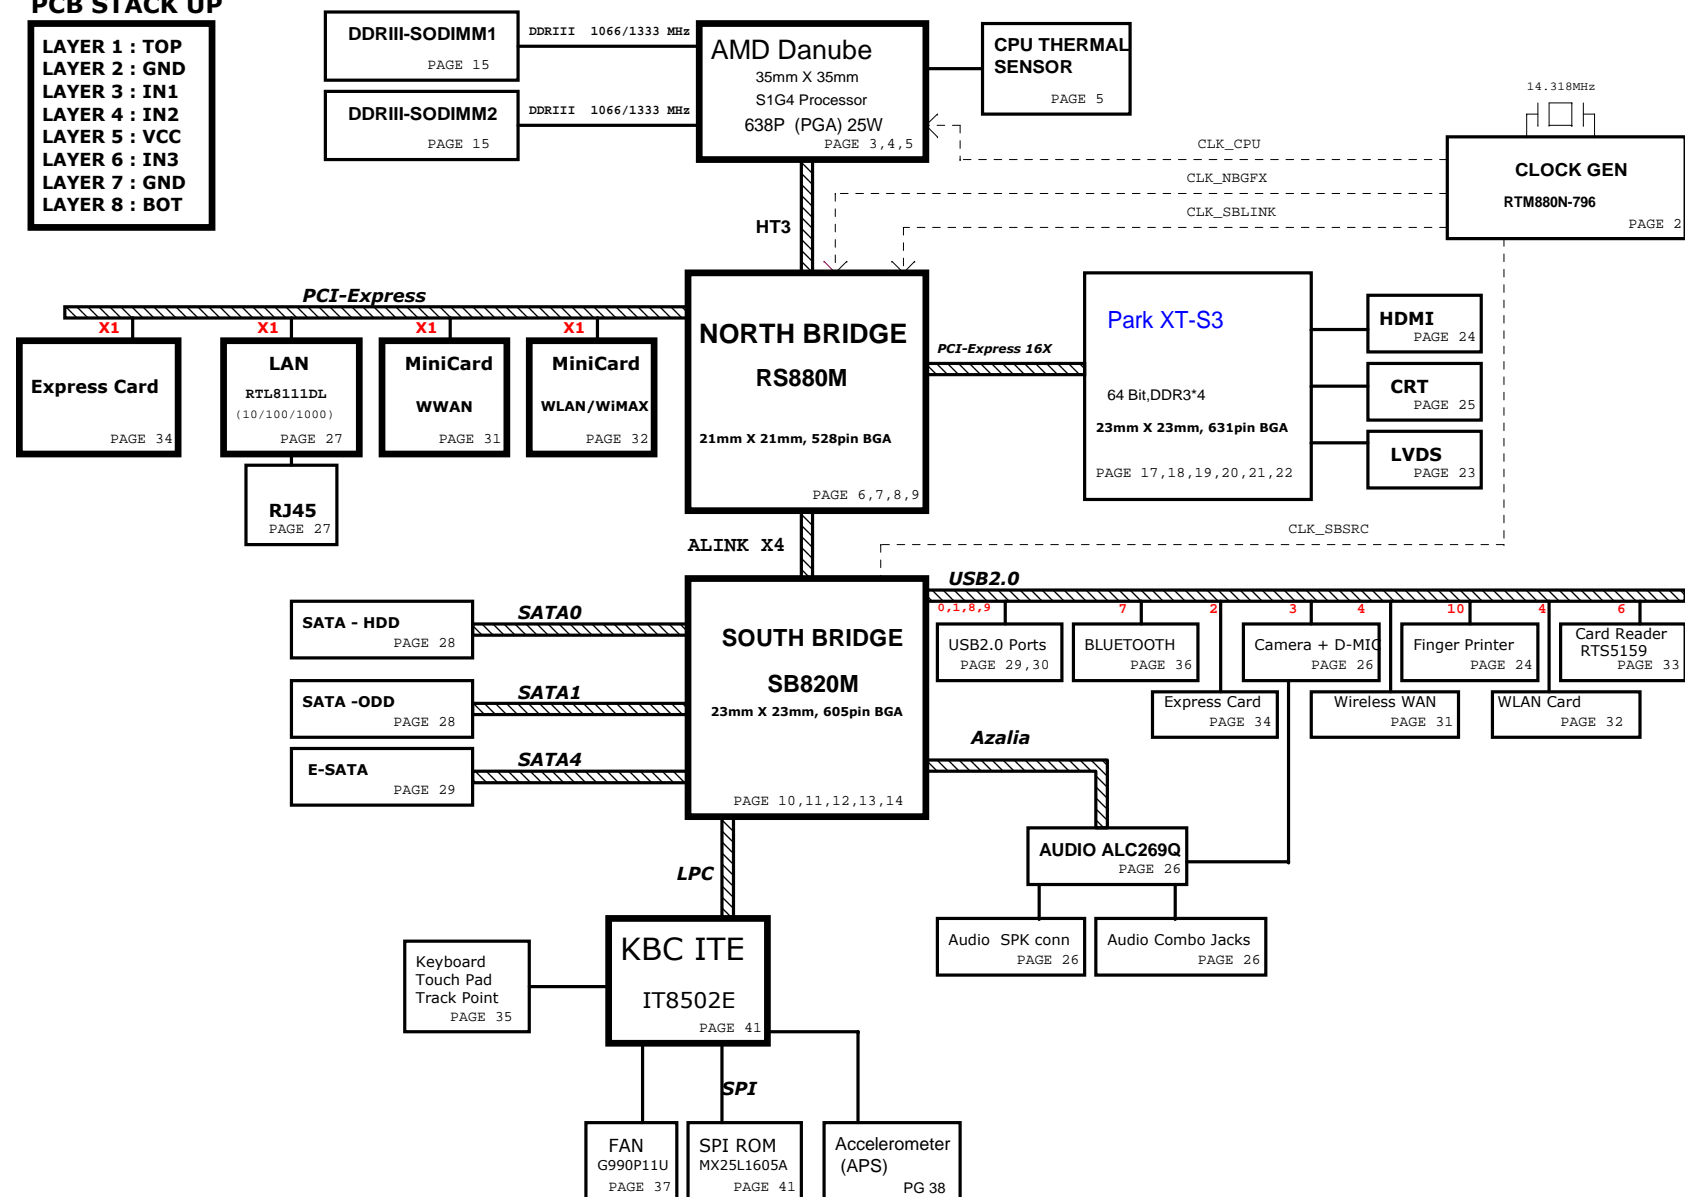 PCB STACK UP
LAYER 1 : TOP
LAYER 2 : GND
LAYER 3 : IN1
LAYER 4 : IN2
LAYER 5 : VCC
LAYER 6 : IN3
LAYER 7 : GND
LAYER 8 : BOT
DDRIII-SODIMM1
PAGE 15
DDRIII 1066/1333 MHz
DDRIII-SODIMM2
PAGE 15
DDRIII 1066/1333 MHz
AMD Danube
35mm X 35mm
S1G4 Processor
638P (PGA) 25W
PAGE 3,4,5
CPU THERMAL
SENSOR
PAGE 5
14.318MHz
CLOCK GEN
RTM880N-796
PAGE 2
CLK_CPU
CLK_NBGFX
CLK_SBLINK
HT3
PCI-Express
X1
X1
X1
X1
Express Card
PAGE 34
LAN
RTL8111DL
(10/100/1000)
PAGE 27
RJ45
PAGE 27
MiniCard
WWAN
PAGE 31
MiniCard
WLAN/WiMAX
PAGE 32
NORTH BRIDGE
RS880M
21mm X 21mm, 528pin BGA
PAGE 6,7,8,9
PCI-Express 16X
Park XT-S3
64 Bit,DDR3*4
23mm X 23mm, 631pin BGA
PAGE 17,18,19,20,21,22
HDMI
PAGE 24
CRT
PAGE 25
LVDS
PAGE 23
CLK_SBSRC
ALINK X4
SATA - HDD
PAGE 28
SATA0
SATA -ODD
PAGE 28
SATA1
E-SATA
PAGE 29
SATA4
SOUTH BRIDGE
SB820M
23mm X 23mm, 605pin BGA
PAGE 10,11,12,13,14
USB2.0
0,1,8,9
7
2
3
4
10
4
6
USB2.0 Ports
PAGE 29,30
BLUETOOTH
PAGE 36
Camera + D-MIC
PAGE 26
Finger Printer
PAGE 24
Card Reader
RTS5159
PAGE 33
Express Card
PAGE 34
Wireless WAN
PAGE 31
WLAN Card
PAGE 32
Azalia
AUDIO ALC269Q
PAGE 26
Audio SPK conn
PAGE 26
Audio Combo Jacks
PAGE 26
LPC
KBC ITE
IT8502E
PAGE 41
Keyboard
Touch Pad
Track Point
PAGE 35
SPI
FAN
G990P11U
PAGE 37
SPI ROM
MX25L1605A
PAGE 41
Accelerometer
(APS)
PG 38